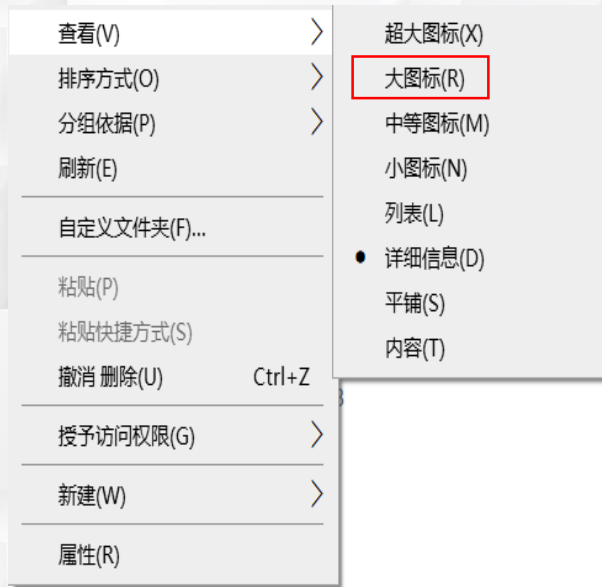 查看(V)
排序方式(O)
分组依据(P)
刷新(E)
自定义文件夹(F)...
粘贴(P)
粘贴快捷方式(S)
撤消 删除(U) Ctrl+Z
授予访问权限(G)
新建(W)
属性(R)
超大图标(X)
大图标(R)
中等图标(M)
小图标(N)
列表(L)
详细信息(D)
平铺(S)
内容(T)